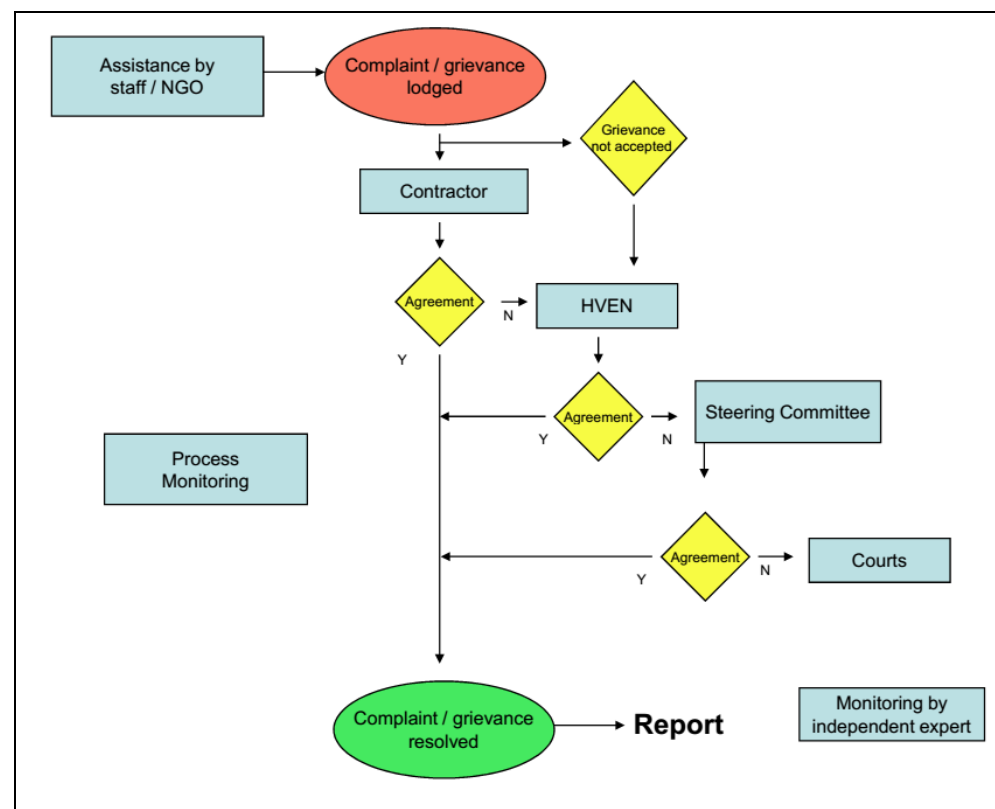 Assistance by
staff / NGO
Complaint / grievance
lodged
Grievance
not accepted
Contractor
Agreement
N
HVEN
Y
Agreement
Y
N
Steering Committee
Process
Monitoring
Agreement
Y
N
Courts
Complaint / grievance
resolved
Report
Monitoring by
independent expert